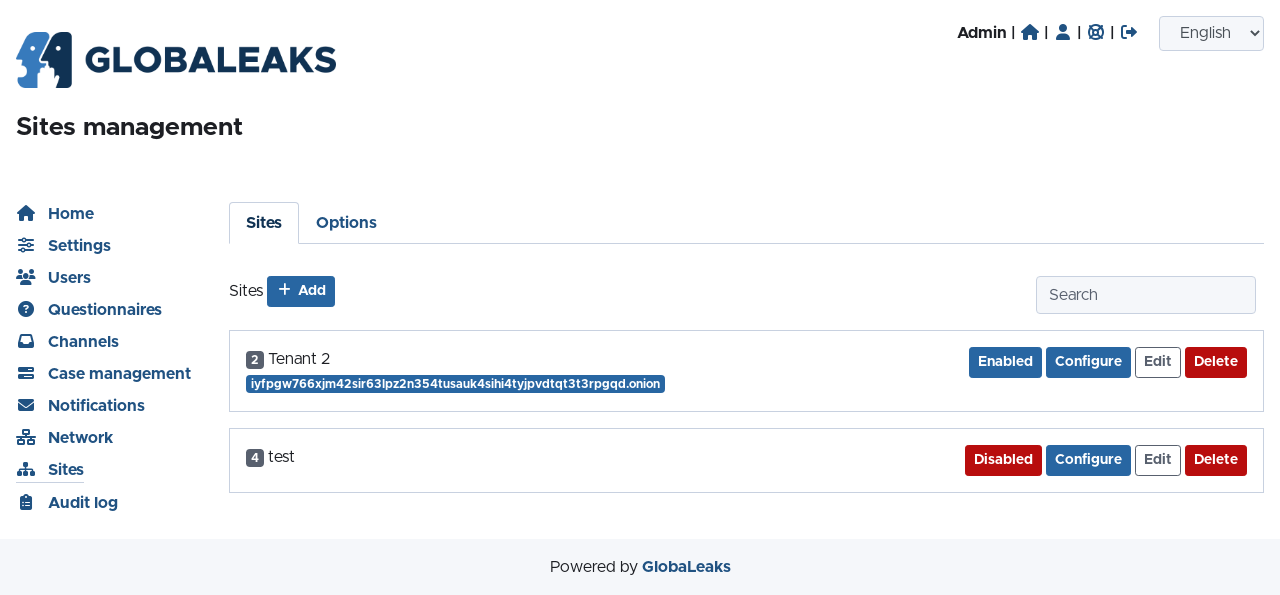 Admin | | | |
English
GLOBALEAKS
Sites management
Home
Settings
Users
Questionnaires
Channels
Case management
Notifications
Network
Sites
Audit log
Sites Options
Sites + Add
Search
2 Tenant 2
iyfpgw766xjm42sir63lpz2n354tusauk4sihi4tyjpvdtqt3t3rpgqd.onion
Enabled Configure Edit Delete
4 test
Disabled Configure Edit Delete
Powered by GlobaLeaks